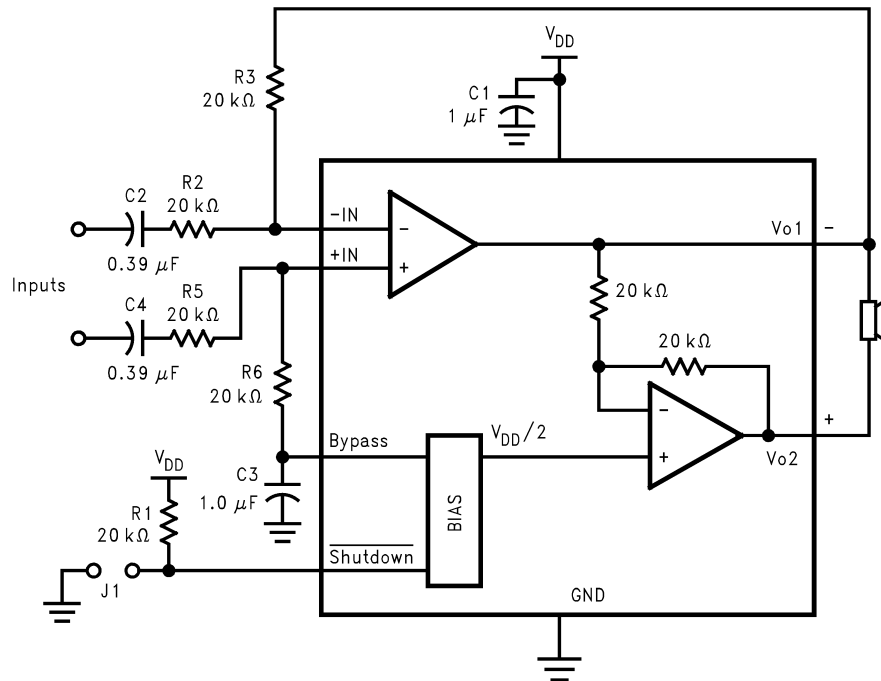 V_DD
R3
20 kΩ
C1
1 μF
C2
R2
20 kΩ
0.39 μF
-IN
-
Vo1
-
+IN
+
Inputs
R5
20 kΩ
C4
0.39 μF
20 kΩ
20 kΩ
R6
20 kΩ
-
+
Bypass
V_DD/2
+
Vo2
C3
1.0 μF
V_DD
R1
20 kΩ
BIAS
Shutdown
J1
GND